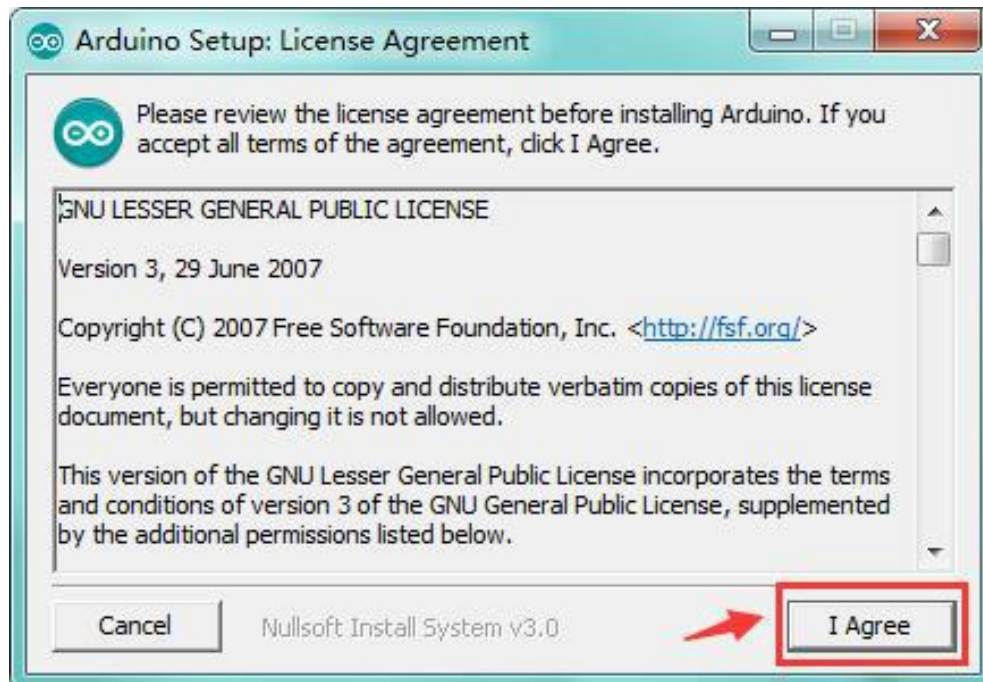 Arduino Setup: License Agreement
Please review the license agreement before installing Arduino. If you
accept all terms of the agreement, click I Agree.
GNU LESSER GENERAL PUBLIC LICENSE
Version 3, 29 June 2007
Copyright (C) 2007 Free Software Foundation, Inc. <http://fsf.org/>
Everyone is permitted to copy and distribute verbatim copies of this license
document, but changing it is not allowed.
This version of the GNU Lesser General Public License incorporates the terms
and conditions of version 3 of the GNU General Public License, supplemented
by the additional permissions listed below.
Cancel
Nullsoft Install System v3.0
I Agree